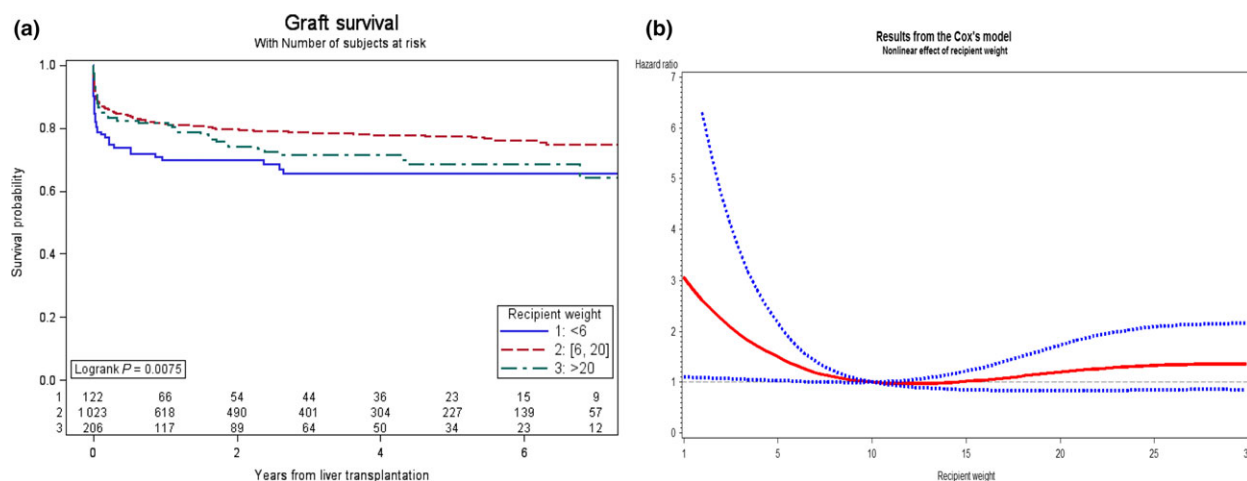 (a)
Graft survival
With Number of subjects at risk
1.0
0.8
0.6
0.4
0.2
0.0
Survival probability
Recipient weight
1: <6
2: [6, 20]
3: >20
Logrank P = 0.0075
1 122 66 54 44 36 23 15 9
2 1 023 618 490 401 304 227 139 57
3 206 117 89 64 50 34 23 12
0 2 4 6
Years from liver transplantation
(b)
Results from the Cox's model
Nonlinear effect of recipient weight
Hazard ratio
7
6
5
4
3
2
1
0
1 5 10 15 20 25 3
Recipient weight